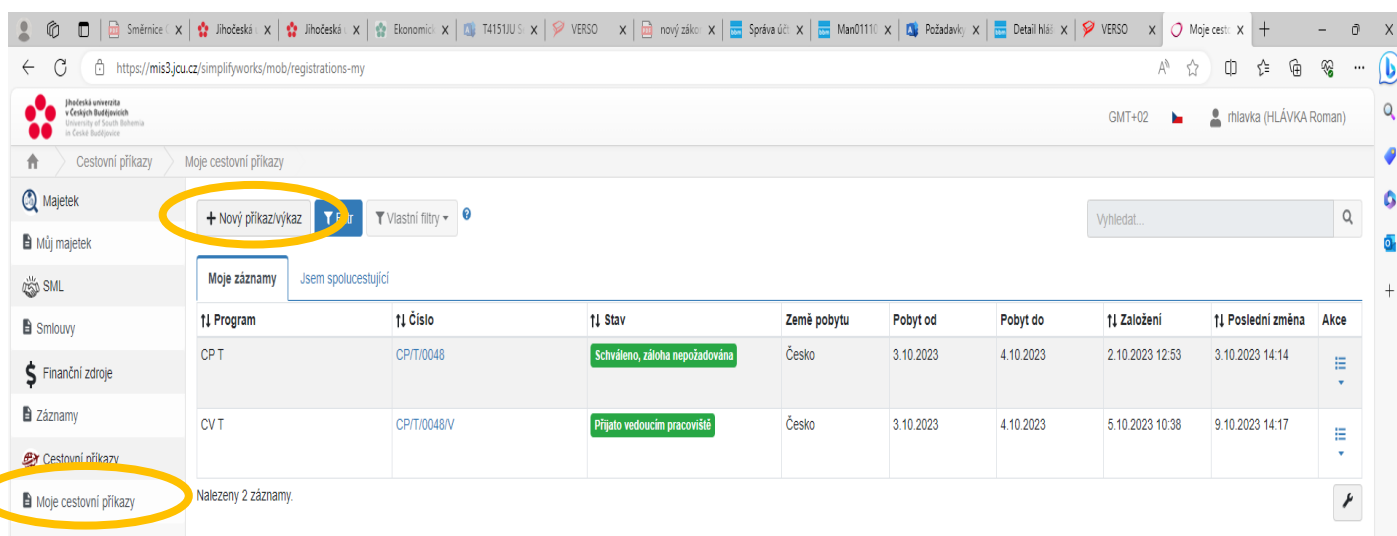 Směrnice
Jihočeská
Jihočeská
Ekonomick
T4151JU S
VERSO
nový záko
Správa úč
Man01110
Požadavky
Detail hláš
VERSO
Moje cesto
https://mis3.jcu.cz/simplifyworks/mob/registrations-my
Jihočeská univerzita
v Českých Budějovicích
University of South Bohemia
in České Budějovice
GMT+02
rhlavka (HLÁVKA Roman)
Cestovní příkazy
Moje cestovní příkazy
Majetek
Můj majetek
SML
Smlouvy
Finanční zdroje
Záznamy
Cestovní příkazy
Moje cestovní příkazy
Nový příkaz/výkaz
Vlastní filtry
Vyhledat...
Moje záznamy
Jsem spolucestující
Program Číslo Stav Země pobytu Pobyt od Pobyt do Založení Poslední změna Akce
CP T CP/T/0048 Schváleno, záloha nepožadována Česko 3.10.2023 4.10.2023 2.10.2023 12:53 3.10.2023 14:14
CV T CP/T/0048/V Přijato vedoucím pracoviště Česko 3.10.2023 4.10.2023 5.10.2023 10:38 9.10.2023 14:17
Nalezeny 2 záznamy.